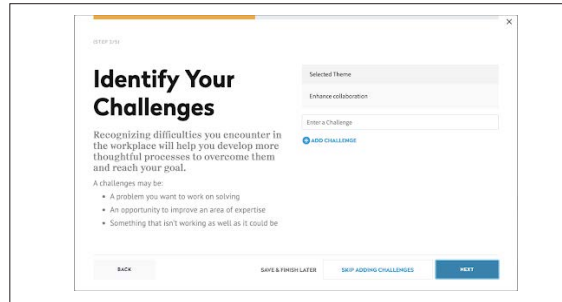 Identify Your
Challenges
Recognizing difficulties you encounter in
the workplace will help you develop more
thoughtful processes to overcome them
and reach your goal.
A challenges may be:
• A problem you want to work on solving
• An opportunity to improve an area of expertise
• Something that isn't working as well as it could be
Selected Theme
Enhance collaboration
Enter a Challenge
ADD CHALLENGE
BACK
SAVE & FINISH LATER
SKIP ADDING CHALLENGES
NEXT